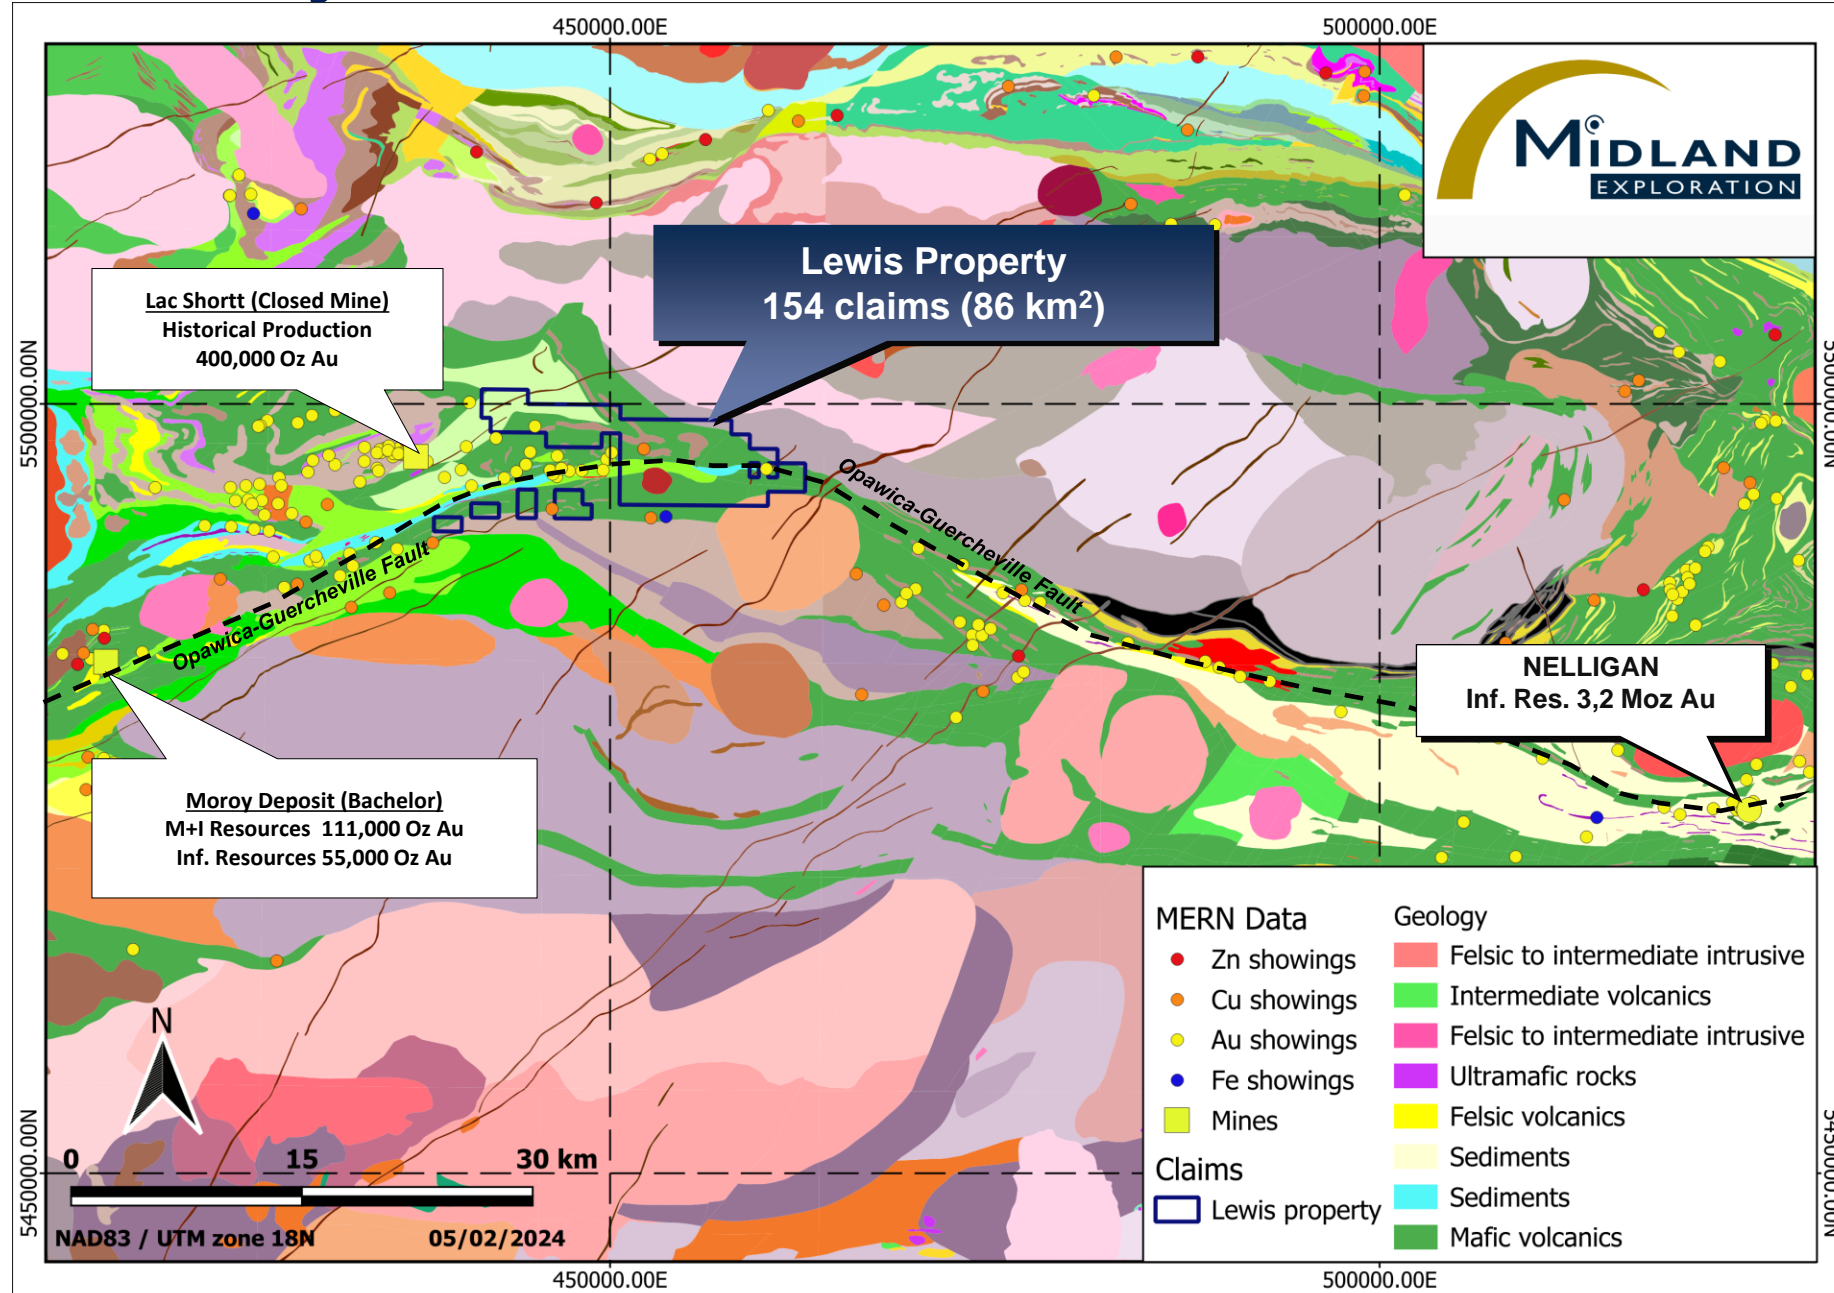 450000.00E
500000.00E
MiDLAND
EXPLORATION
Lewis Property
154 claims (86 km²)
Lac Shortt (Closed Mine)
Historical Production
400,000 Oz Au
5500000.00N
5500000.00N
Opawica-Guercheville Fault
Opawica-Guercheville Fault
NELLIGAN
Inf. Res. 3,2 Moz Au
Moroy Deposit (Bachelor)
M+I Resources 111,000 Oz Au
Inf. Resources 55,000 Oz Au
MERN Data
Zn showings
Cu showings
Au showings
Fe showings
Mines
Claims
Lewis property
Geology
Felsic to intermediate intrusive
Intermediate volcanics
Felsic to intermediate intrusive
Ultramafic rocks
Felsic volcanics
Sediments
Sediments
Mafic volcanics
N
0 15 30 km
NAD83 / UTM zone 18N 05/02/2024
5450000.00N
5450000.00N
450000.00E
500000.00E